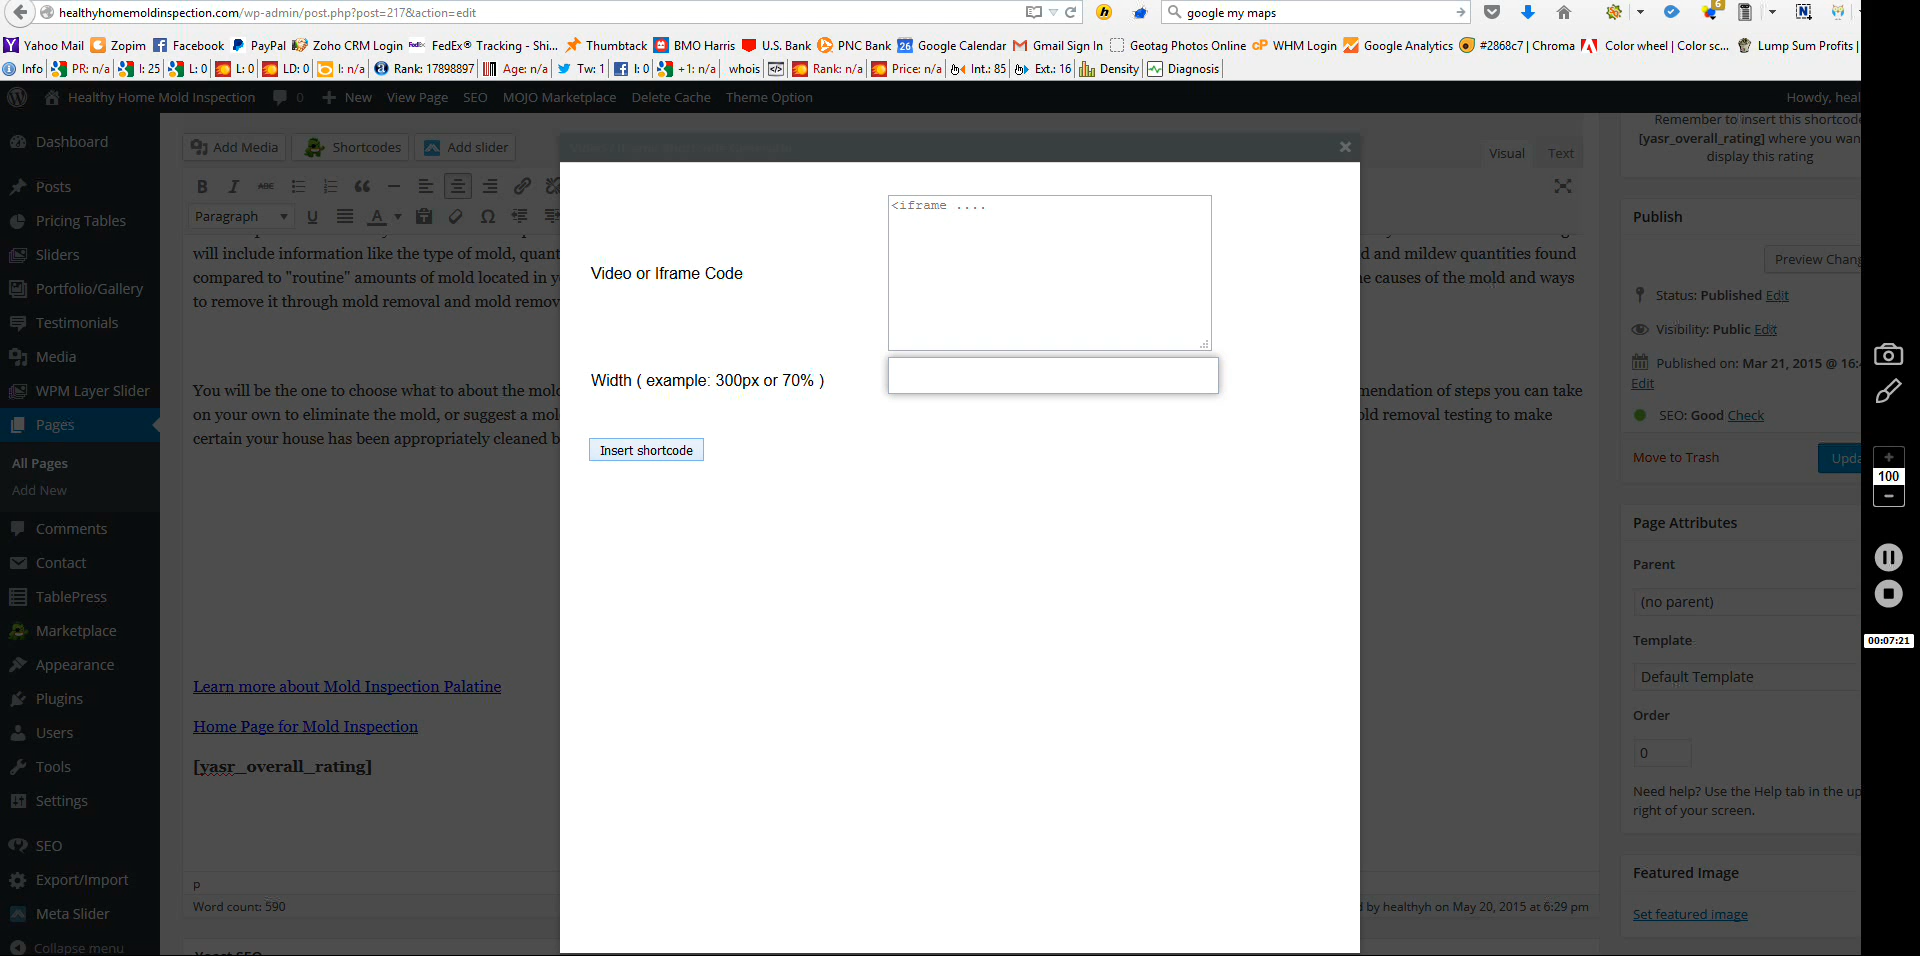 healthyhomemoldinspection.com/wp-admin/post.php?post=217&action=edit
google my maps
6
Yahoo Mail Zopim Facebook PayPal Zoho CRM Login FedEx® Tracking - Shi... Thumbtack BMO Harris U.S. Bank PNC Bank 26 Google Calendar Gmail Sign In Geotag Photos Online cP WHM Login Google Analytics #2868c7 | Chroma Color wheel | Color sc... Lump Sum Profits |
Info PR: n/a I: 25 L: 0 L: 0 LD: 0 I: n/a Rank: 17898897 Age: n/a Tw: 1 I: 0 +1: n/a whois Rank: n/a Price: n/a Int.: 85 Ext.: 16 Density Diagnosis
Healthy Home Mold Inspection 0 New View Page SEO MOJO Marketplace Delete Cache Theme Option Howdy, heal
Dashboard
Posts
Pricing Tables
Sliders
Portfolio/Gallery
Testimonials
Media
WPM Layer Slider
Pages
All Pages
Add New
Comments
Contact
TablePress
Marketplace
Appearance
Plugins
Users
Tools
Settings
SEO
Export/Import
Meta Slider
Collapse menu
Add Media Shortcodes Add slider
Visual Text
B I ABC
Paragraph U A Ω
will include information like the type of mold, quant
d and mildew quantities found
compared to "routine" amounts of mold located in y
e causes of the mold and ways
to remove it through mold removal and mold remov
You will be the one to choose what to about the mold
mendation of steps you can take
on your own to eliminate the mold, or suggest a mol
old removal testing to make
certain your house has been appropriately cleaned b
Learn more about Mold Inspection Palatine
Home Page for Mold Inspection
[yasr_overall_rating]
p
Word count: 590
d by healthyh on May 20, 2015 at 6:29 pm
<iframe ....
Video or Iframe Code
Width ( example: 300px or 70% )
Insert shortcode
Remember to insert this shortcode
[yasr_overall_rating] where you wan
display this rating
Publish
Preview Chang
Status: Published Edit
Visibility: Public Edit
Published on: Mar 21, 2015 @ 16:
Edit
SEO: Good Check
Move to Trash
Upda
Page Attributes
Parent
(no parent)
Template
Default Template
Order
0
Need help? Use the Help tab in the up
right of your screen.
Featured Image
Set featured image
100
00:07:21